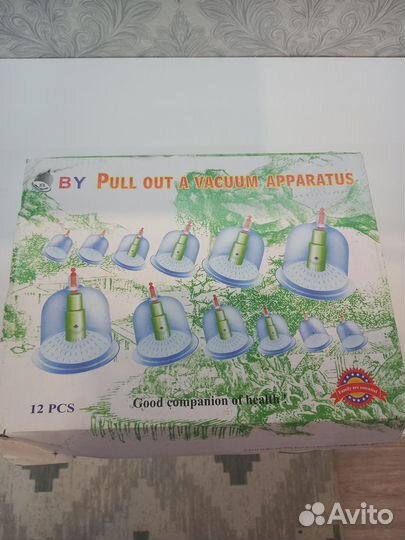 BY PULL OUT A VACUUM APPARATUS
12 PCS
Good companion of health!
Avito